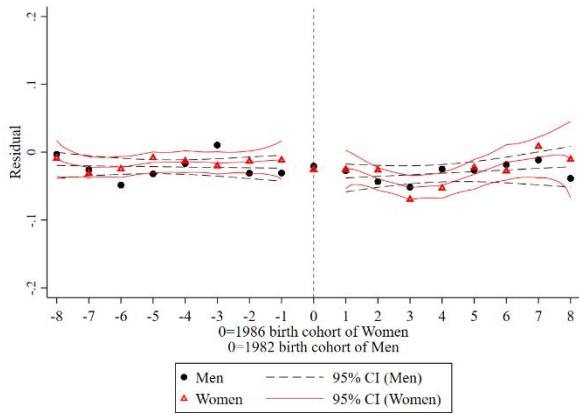 .2
.1
0
-.1
-.2
Residual
-8 -7 -6 -5 -4 -3 -2 -1 0 1 2 3 4 5 6 7 8
0=1986 birth cohort of Women
0=1982 birth cohort of Men
Men 95% CI (Men)
Women 95% CI (Women)